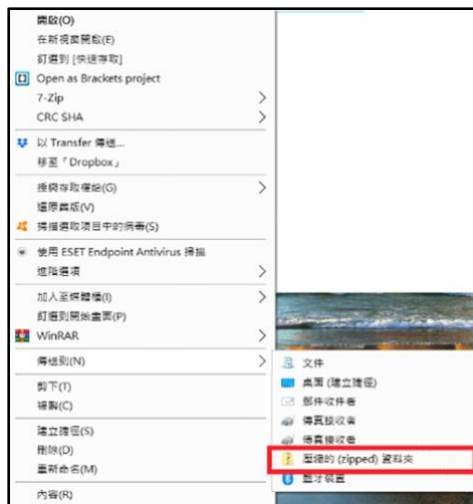 開啟(O)
在新視窗開啟(E)
釘選到 [快速存取]
Open as Brackets project
7-Zip
CRC SHA
以 Transfer 傳送...
移至「Dropbox」
授與存取權給(G)
還原舊版(V)
掃描選取項目中的病毒(S)
使用 ESET Endpoint Antivirus 掃描
進階選項
加入至媒體櫃(I)
釘選到開始畫面(P)
WinRAR
傳送到(N)
剪下(T)
複製(C)
建立捷徑(S)
刪除(D)
重新命名(M)
內容(R)
文件
桌面 (建立捷徑)
郵件收件者
傳真接收者
傳真接收者
壓縮的 (zipped) 資料夾
藍牙裝置